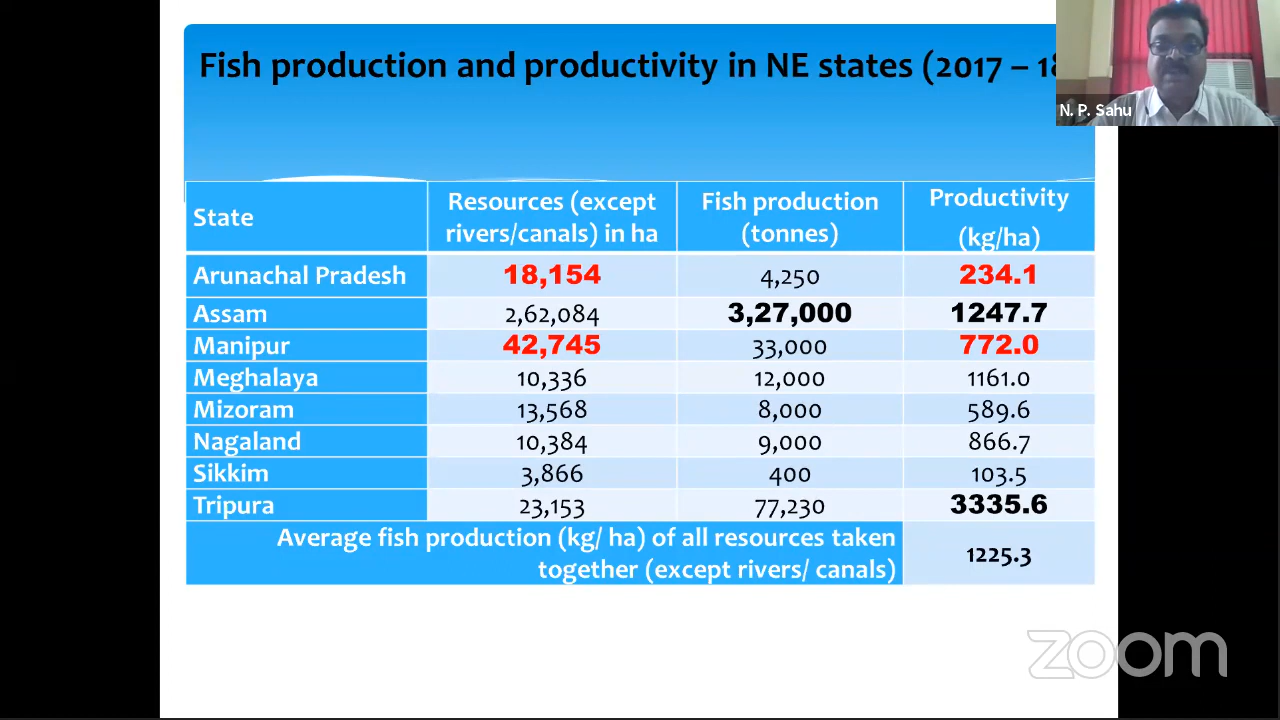 Fish production and productivity in NE states (2017 – 18
N. P. Sahu
State
Resources (except
rivers/canals) in ha
Fish production
(tonnes)
Productivity
(kg/ha)
Arunachal Pradesh 18,154 4,250 234.1
Assam 2,62,084 3,27,000 1247.7
Manipur 42,745 33,000 772.0
Meghalaya 10,336 12,000 1161.0
Mizoram 13,568 8,000 589.6
Nagaland 10,384 9,000 866.7
Sikkim 3,866 400 103.5
Tripura 23,153 77,230 3335.6
Average fish production (kg/ ha) of all resources taken
together (except rivers/ canals)
1225.3
zoom